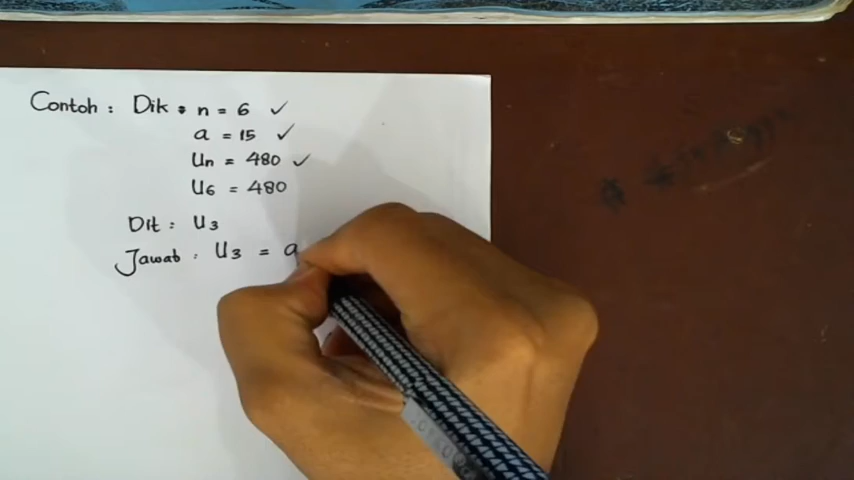 Contoh : Dik : n = 6 ✓
a = 15 ✓
Un = 480 ✓
U6 = 480
Dit : U3
Jawab : U3 = a